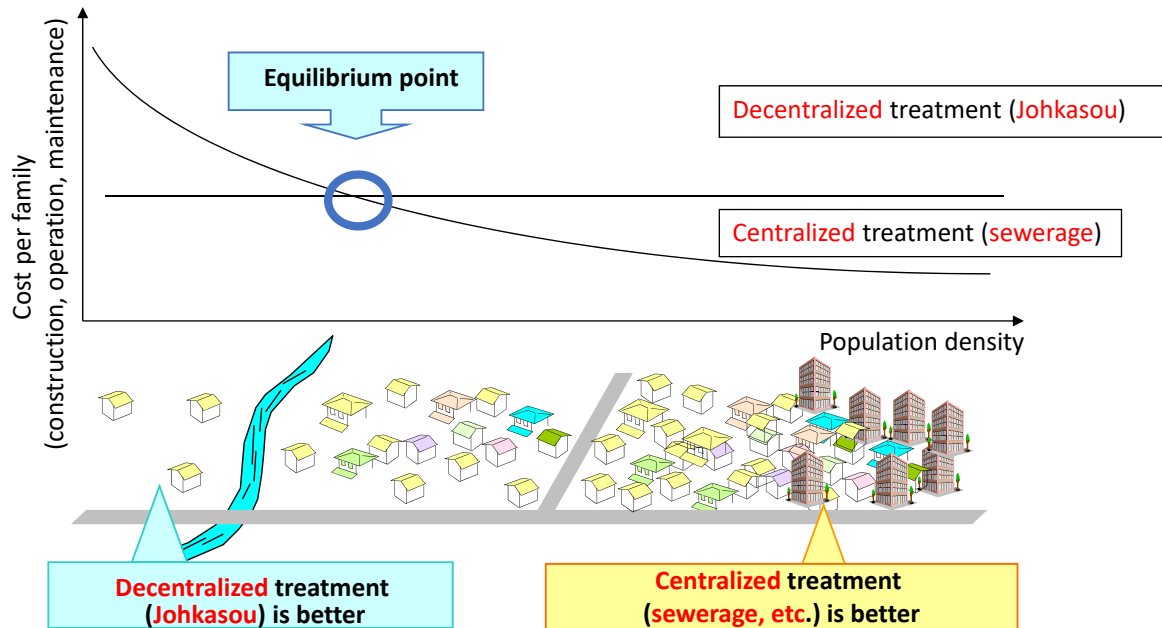 Equilibrium point
Decentralized treatment (Johkasou)
Centralized treatment (sewerage)
Cost per family
(construction, operation, maintenance)
Population density
Decentralized treatment
(Johkasou) is better
Centralized treatment
(sewerage, etc.) is better